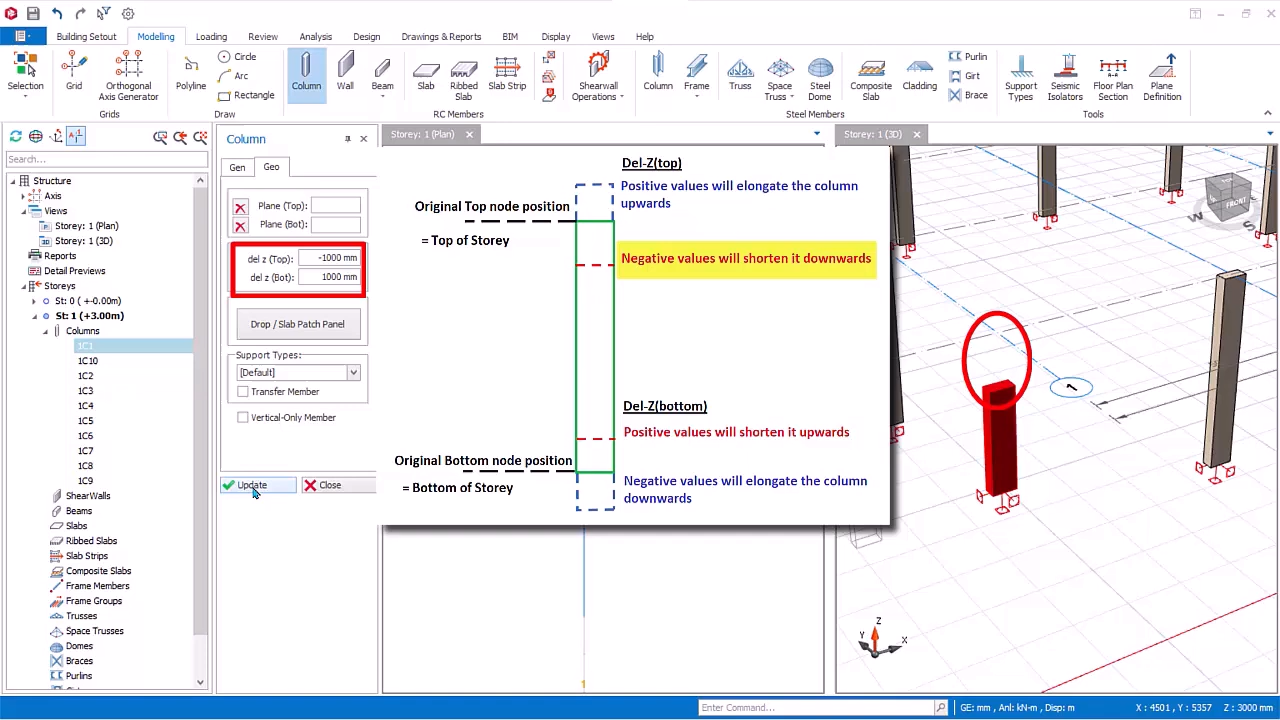 Building Setout
Modelling
Loading
Review
Analysis
Design
Drawings & Reports
BIM
Display
Views
Help
Selection
Grid
Orthogonal
Axis Generator
Grids
Polyline
Circle
Arc
Rectangle
Draw
Column
Wall
Beam
Slab
Ribbed
Slab
Slab Strip
RC Members
Shearwall
Operations
Column
Frame
Truss
Space
Truss
Steel
Dome
Composite
Slab
Cladding
Purlin
Girt
Brace
Steel Members
Support
Types
Seismic
Isolators
Floor Plan
Section
Plane
Definition
Tools
Search...
Structure
Axis
Views
Storey: 1 (Plan)
Storey: 1 (3D)
Reports
Detail Previews
Storeys
St: 0 ( +-0.00m)
St: 1 (+3.00m)
Columns
1C1
1C10
1C2
1C3
1C4
1C5
1C6
1C7
1C8
1C9
ShearWalls
Beams
Slabs
Ribbed Slabs
Slab Strips
Composite Slabs
Frame Members
Frame Groups
Trusses
Space Trusses
Domes
Braces
Purlins
Column
Gen
Geo
Plane (Top):
Plane (Bot):
del z (Top): -1000 mm
del z (Bot): 1000 mm
Drop / Slab Patch Panel
Support Types:
[Default]
Transfer Member
Vertical-Only Member
Update
Close
Storey: 1 (Plan)
Del-Z(top)
Positive values will elongate the column
upwards
Original Top node position
= Top of Storey
Negative values will shorten it downwards
Del-Z(bottom)
Positive values will shorten it upwards
Original Bottom node position
= Bottom of Storey
Negative values will elongate the column
downwards
1
Storey: 1 (3D)
TOP
FRONT
W
S
1
Z
Y
X
Enter Command...
GE: mm , Anl: kN-m , Disp: m
X : 4501 , Y : 5357
Z : 3000 mm